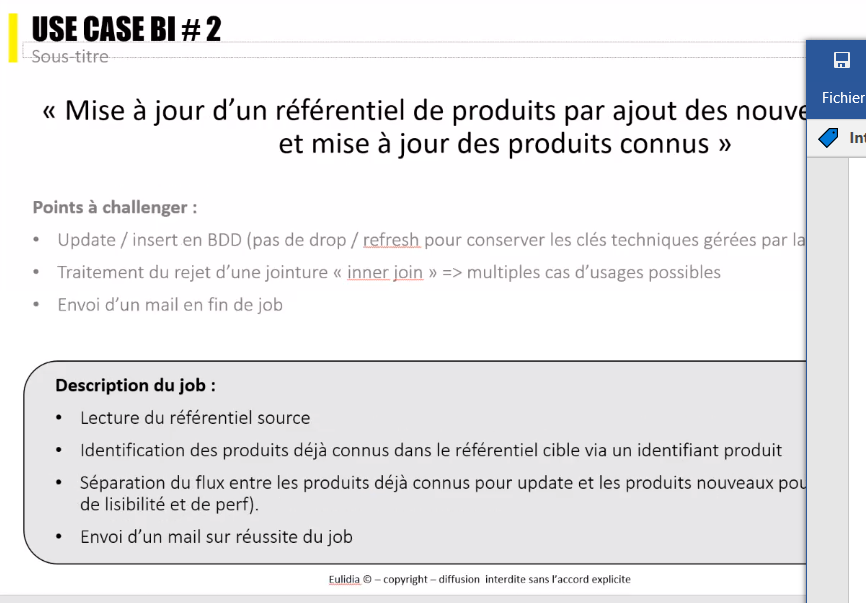 USE CASE BI # 2
Sous-titre
« Mise à jour d'un référentiel de produits par ajout des
et mise à jour des produits connus »
Points à challenger :
• Update / insert en BDD (pas de drop / refresh pour conserver les clés techniques gérées par la
• Traitement du rejet d'une jointure « inner join » => multiples cas d'usages possibles
• Envoi d'un mail en fin de job
Description du job :
• Lecture du référentiel source
• Identification des produits déjà connus dans le référentiel cible via un identifiant produit
• Séparation du flux entre les produits déjà connus pour update et les produits nouveaux
de lisibilité et de perf).
• Envoi d'un mail sur réussite du job
Eulidia © – copyright – diffusion interdite sans l'accord explicite
Fichier